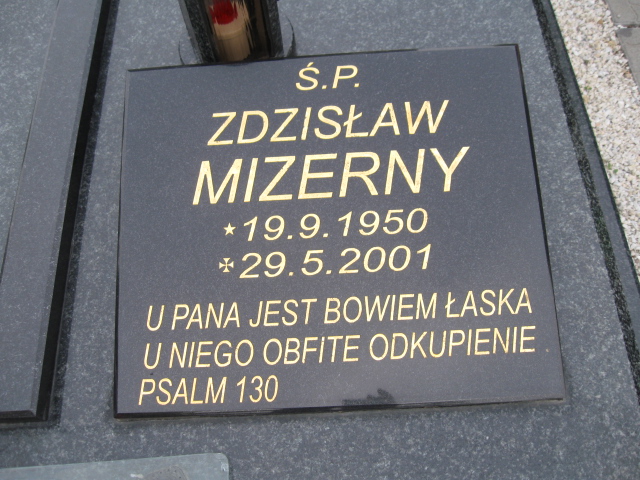 Ś.P.
ZDZISŁAW
MIZERNY
★19.9.1950
✠29.5.2001
U PANA JEST BOWIEM ŁASKA
U NIEGO OBFITE ODKUPIENIE
PSALM 130